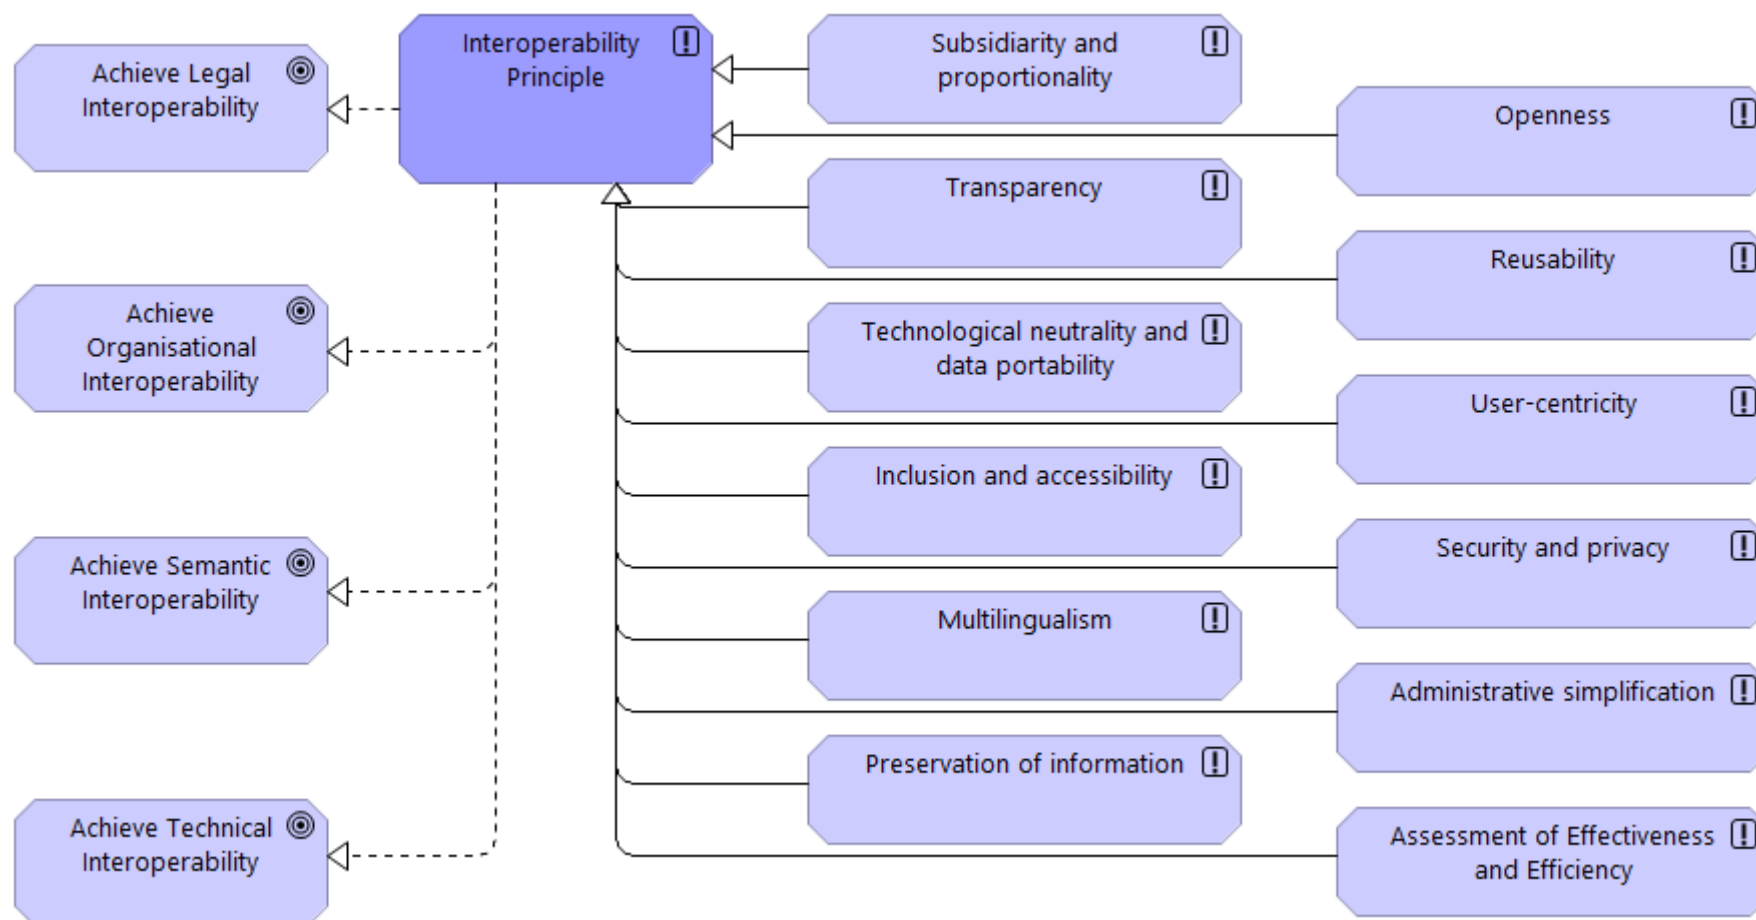 Achieve Legal
Interoperability
Achieve
Organisational
Interoperability
Achieve Semantic
Interoperability
Achieve Technical
Interoperability
Interoperability
Principle
Subsidiarity and
proportionality
Transparency
Technological neutrality and
data portability
Inclusion and accessibility
Multilingualism
Preservation of information
Openness
Reusability
User-centricity
Security and privacy
Administrative simplification
Assessment of Effectiveness
and Efficiency